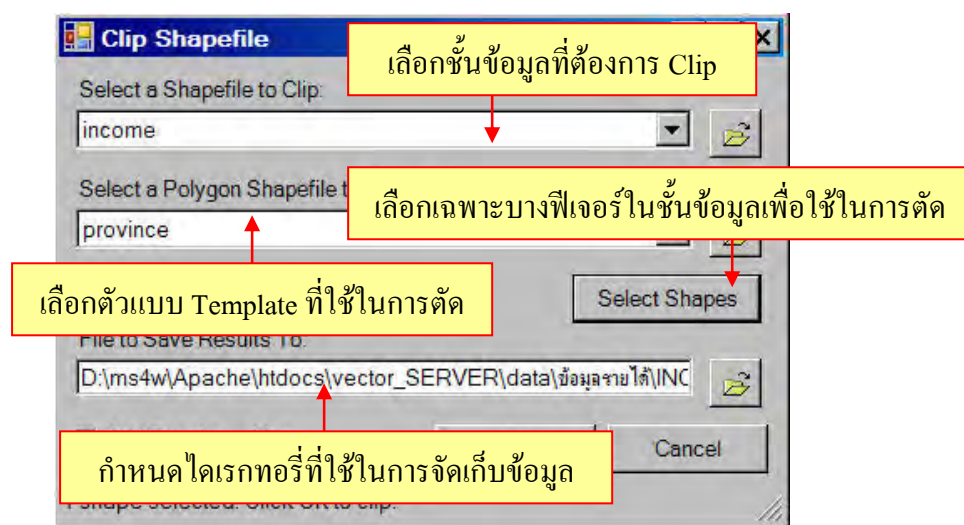 Clip Shapefile
เลือกชั้นข้อมูลที่ต้องการ Clip
Select a Shapefile to Clip:
income
Select a Polygon Shapefile t
เลือกเฉพาะบางฟีเจอร์ในชั้นข้อมูลเพื่อใช้ในการตัด
province
เลือกตัวแบบ Template ที่ใช้ในการตัด
Select Shapes
File to Save Results To:
D:\ms4w\Apache\htdocs\vector_SERVER\data\ข้อมูลรายได้\INC
กำหนดไดเรกทอรี่ที่ใช้ในการจัดเก็บข้อมูล
Cancel
1 shape selected. Click OK to clip.